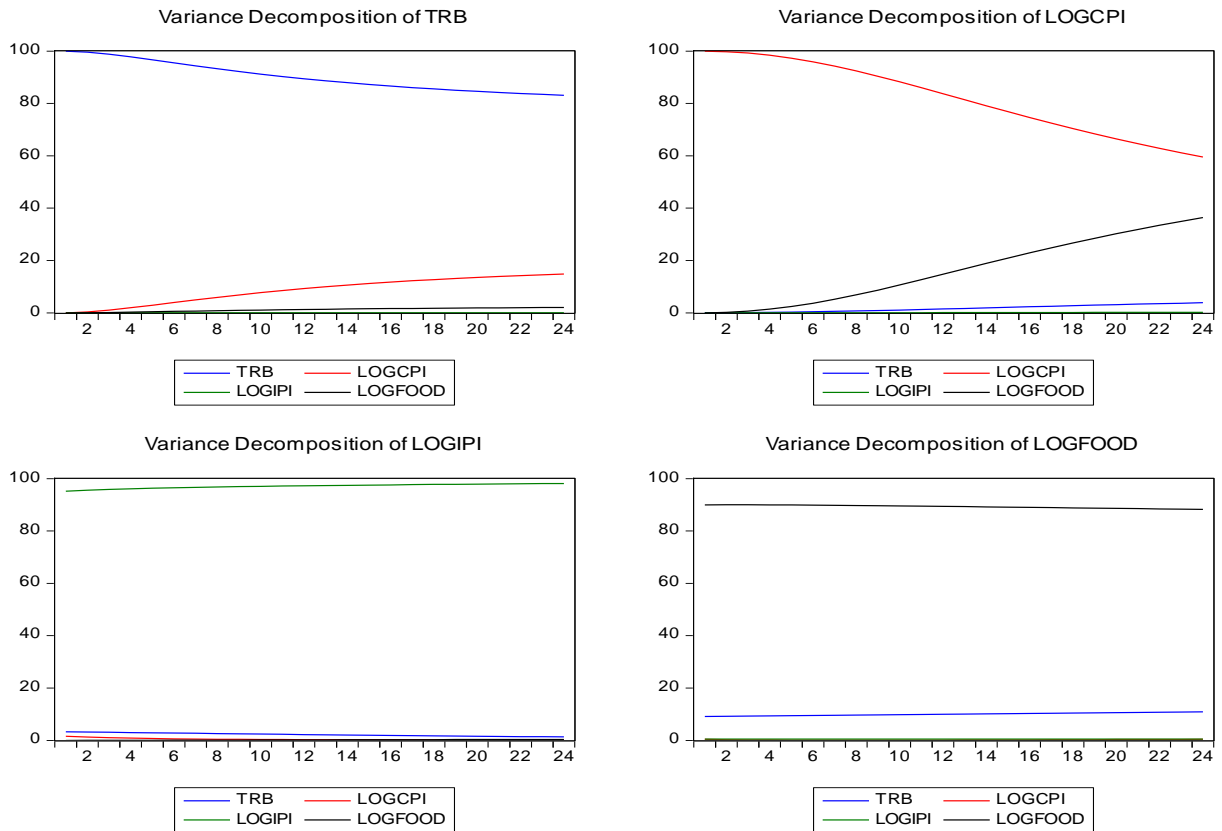 Variance Decomposition of TRB
100
80
60
40
20
0
2 4 6 8 10 12 14 16 18 20 22 24
TRB LOGCPI
LOGIPI LOGFOOD
Variance Decomposition of LOGCPI
100
80
60
40
20
0
2 4 6 8 10 12 14 16 18 20 22 24
TRB LOGCPI
LOGIPI LOGFOOD
Variance Decomposition of LOGIPI
100
80
60
40
20
0
2 4 6 8 10 12 14 16 18 20 22 24
TRB LOGCPI
LOGIPI LOGFOOD
Variance Decomposition of LOGFOOD
100
80
60
40
20
0
2 4 6 8 10 12 14 16 18 20 22 24
TRB LOGCPI
LOGIPI LOGFOOD